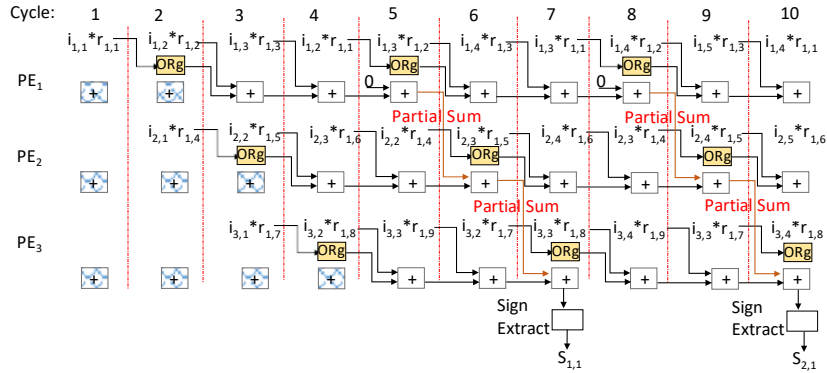 Cycle: 1 2 3 4 5 6 7 8 9 10
i1,1*r1,1 i1,2*r1,2 i1,3*r1,3 i1,2*r1,1 i1,3*r1,2 i1,4*r1,3 i1,3*r1,1 i1,4*r1,2 i1,5*r1,3 i1,4*r1,1
ORg ORg ORg
PE1 0 0
+ + + + + + + + + +
Partial Sum Partial Sum
i2,1*r1,4 i2,2*r1,5 i2,3*r1,6 i2,2*r1,4 i2,3*r1,5 i2,4*r1,6 i2,3*r1,4 i2,4*r1,5 i2,5*r1,6
PE2 ORg ORg ORg
+ + + + + + + + + +
Partial Sum Partial Sum
i3,1*r1,7 i3,2*r1,8 i3,3*r1,9 i3,2*r1,7 i3,3*r1,8 i3,4*r1,9 i3,3*r1,7 i3,4*r1,8
PE3 ORg ORg ORg
+ + + + + + + + + +
Sign Sign
Extract Extract
S1,1 S2,1